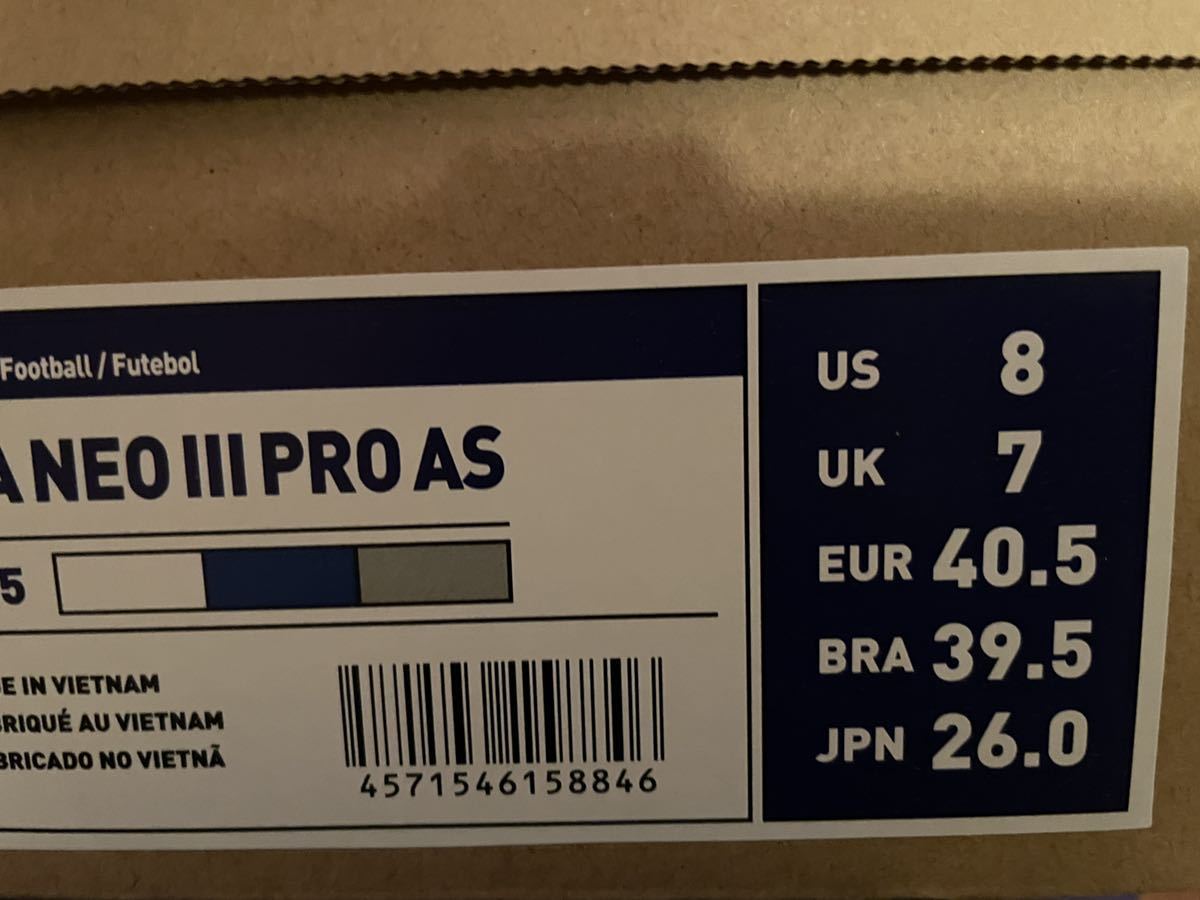 Football / Futebol
A NEO III PRO AS
5
E IN VIETNAM
BRIQUÉ AU VIETNAM
BRICADO NO VIETNÃ
4571546158846
US 8
UK 7
EUR 40.5
BRA 39.5
JPN 26.0